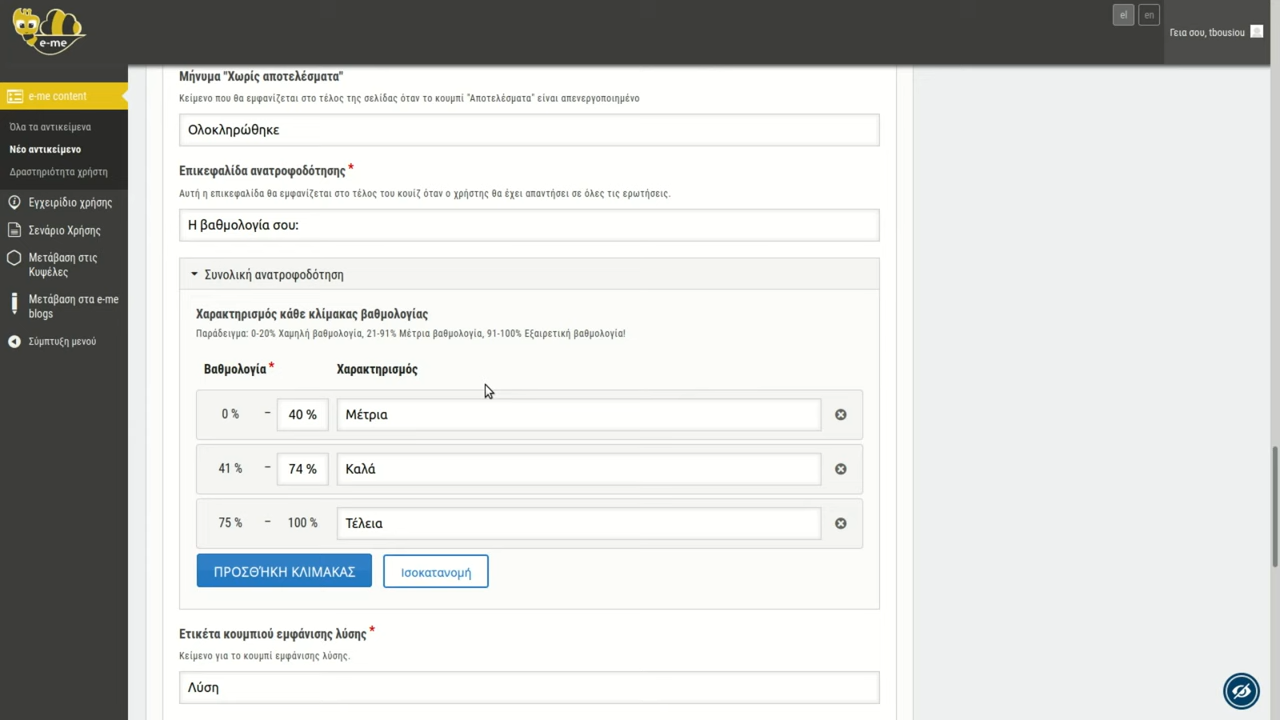 e-me
el
en
Γεια σου, tbousiou
e-me content
Όλα τα αντικείμενα
Νέο αντικείμενο
Δραστηριότητα χρήστη
Εγχειρίδιο χρήσης
Σενάριο Χρήσης
Μετάβαση στις
Κυψέλες
Μετάβαση στα e-me
blogs
Σύμπτυξη μενού
Μήνυμα "Χωρίς αποτελέσματα"
Κείμενο που θα εμφανίζεται στο τέλος της σελίδας όταν το κουμπί "Αποτελέσματα" είναι απενεργοποιημένο
Ολοκληρώθηκε
Επικεφαλίδα ανατροφοδότησης *
Αυτή η επικεφαλίδα θα εμφανίζεται στο τέλος του κουίζ όταν ο χρήστης θα έχει απαντήσει σε όλες τις ερωτήσεις.
Η βαθμολογία σου:
Συνολική ανατροφοδότηση
Χαρακτηρισμός κάθε κλίμακας βαθμολογίας
Παράδειγμα: 0-20% Χαμηλή βαθμολογία, 21-91% Μέτρια βαθμολογία, 91-100% Εξαιρετική βαθμολογία!
Βαθμολογία * Χαρακτηρισμός
0 % – 40 % Μέτρια
41 % – 74 % Καλά
75 % – 100 % Τέλεια
ΠΡΟΣΘΉΚΗ ΚΛΙΜΑΚΑΣ Ισοκατανομή
Ετικέτα κουμπιού εμφάνισης λύσης *
Κείμενο για το κουμπί εμφάνισης λύσης.
Λύση